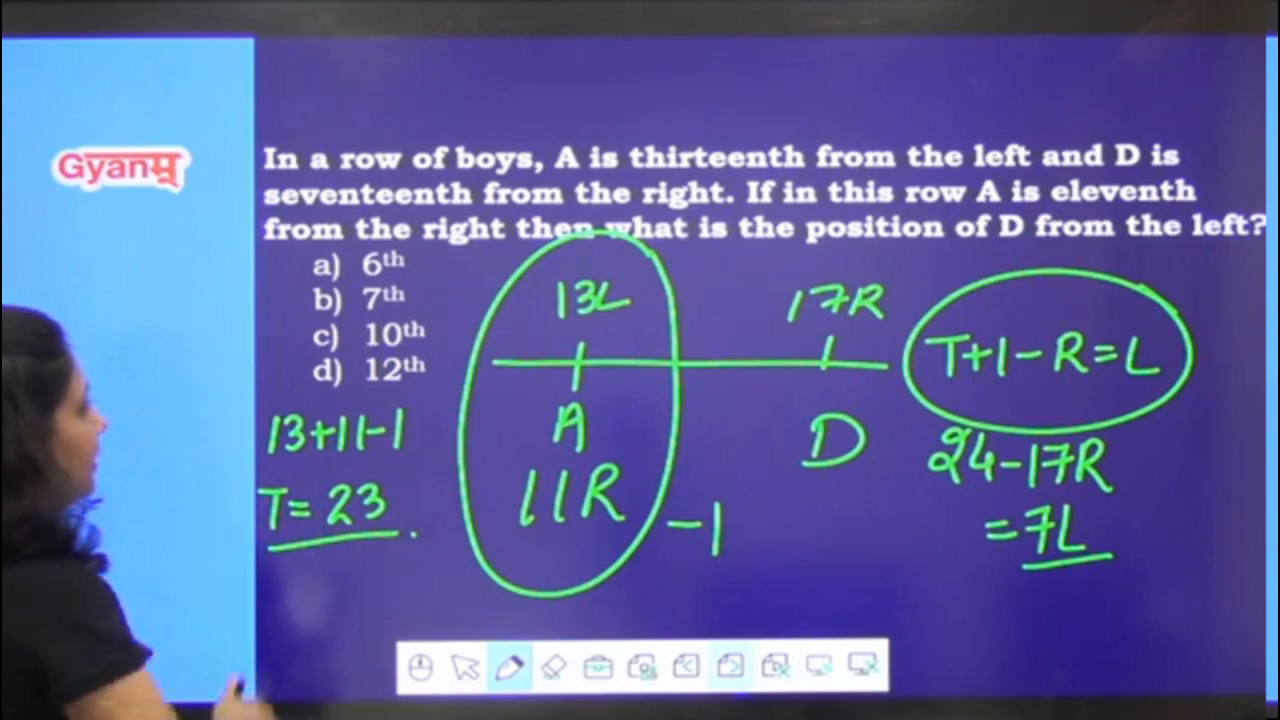 Gyanम्
In a row of boys, A is thirteenth from the left and D is
seventeenth from the right. If in this row A is eleventh
from the right then what is the position of D from the left?
a) 6th
b) 7th
c) 10th
d) 12th
13L
17R
T+1-R=L
13+11-1
A
D
24-17R
T=23
11R
-1
=7L